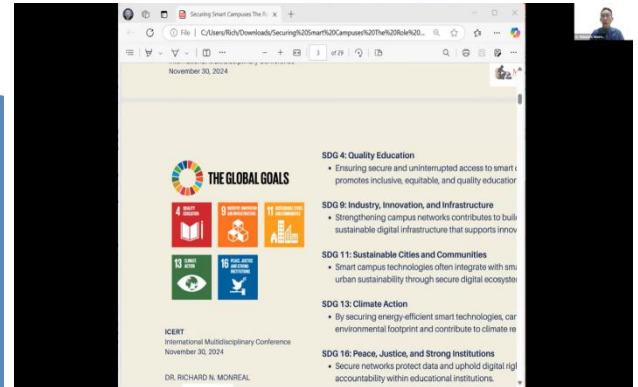 Securing Smart Campuses The Ro
File
C:/Users/Rich/Downloads/Securing%20Smart%20Campuses%20The%20Role%20...
3 of 29
International Multidisciplinary Conference
November 30, 2024
THE GLOBAL GOALS
4 QUALITY EDUCATION
9 INDUSTRY, INNOVATION AND INFRASTRUCTURE
11 SUSTAINABLE CITIES AND COMMUNITIES
13 CLIMATE ACTION
16 PEACE, JUSTICE AND STRONG INSTITUTIONS
ICERT
International Multidisciplinary Conference
November 30, 2024
DR. RICHARD N. MONREAL
SDG 4: Quality Education
• Ensuring secure and uninterrupted access to smart
promotes inclusive, equitable, and quality education
SDG 9: Industry, Innovation, and Infrastructure
• Strengthening campus networks contributes to buil
sustainable digital infrastructure that supports innov
SDG 11: Sustainable Cities and Communities
• Smart campus technologies often integrate with sma
urban sustainability through secure digital ecosyste
SDG 13: Climate Action
• By securing energy-efficient smart technologies, car
environmental footprint and contribute to climate re
SDG 16: Peace, Justice, and Strong Institutions
• Secure networks protect data and uphold digital rig
accountability within educational institutions.